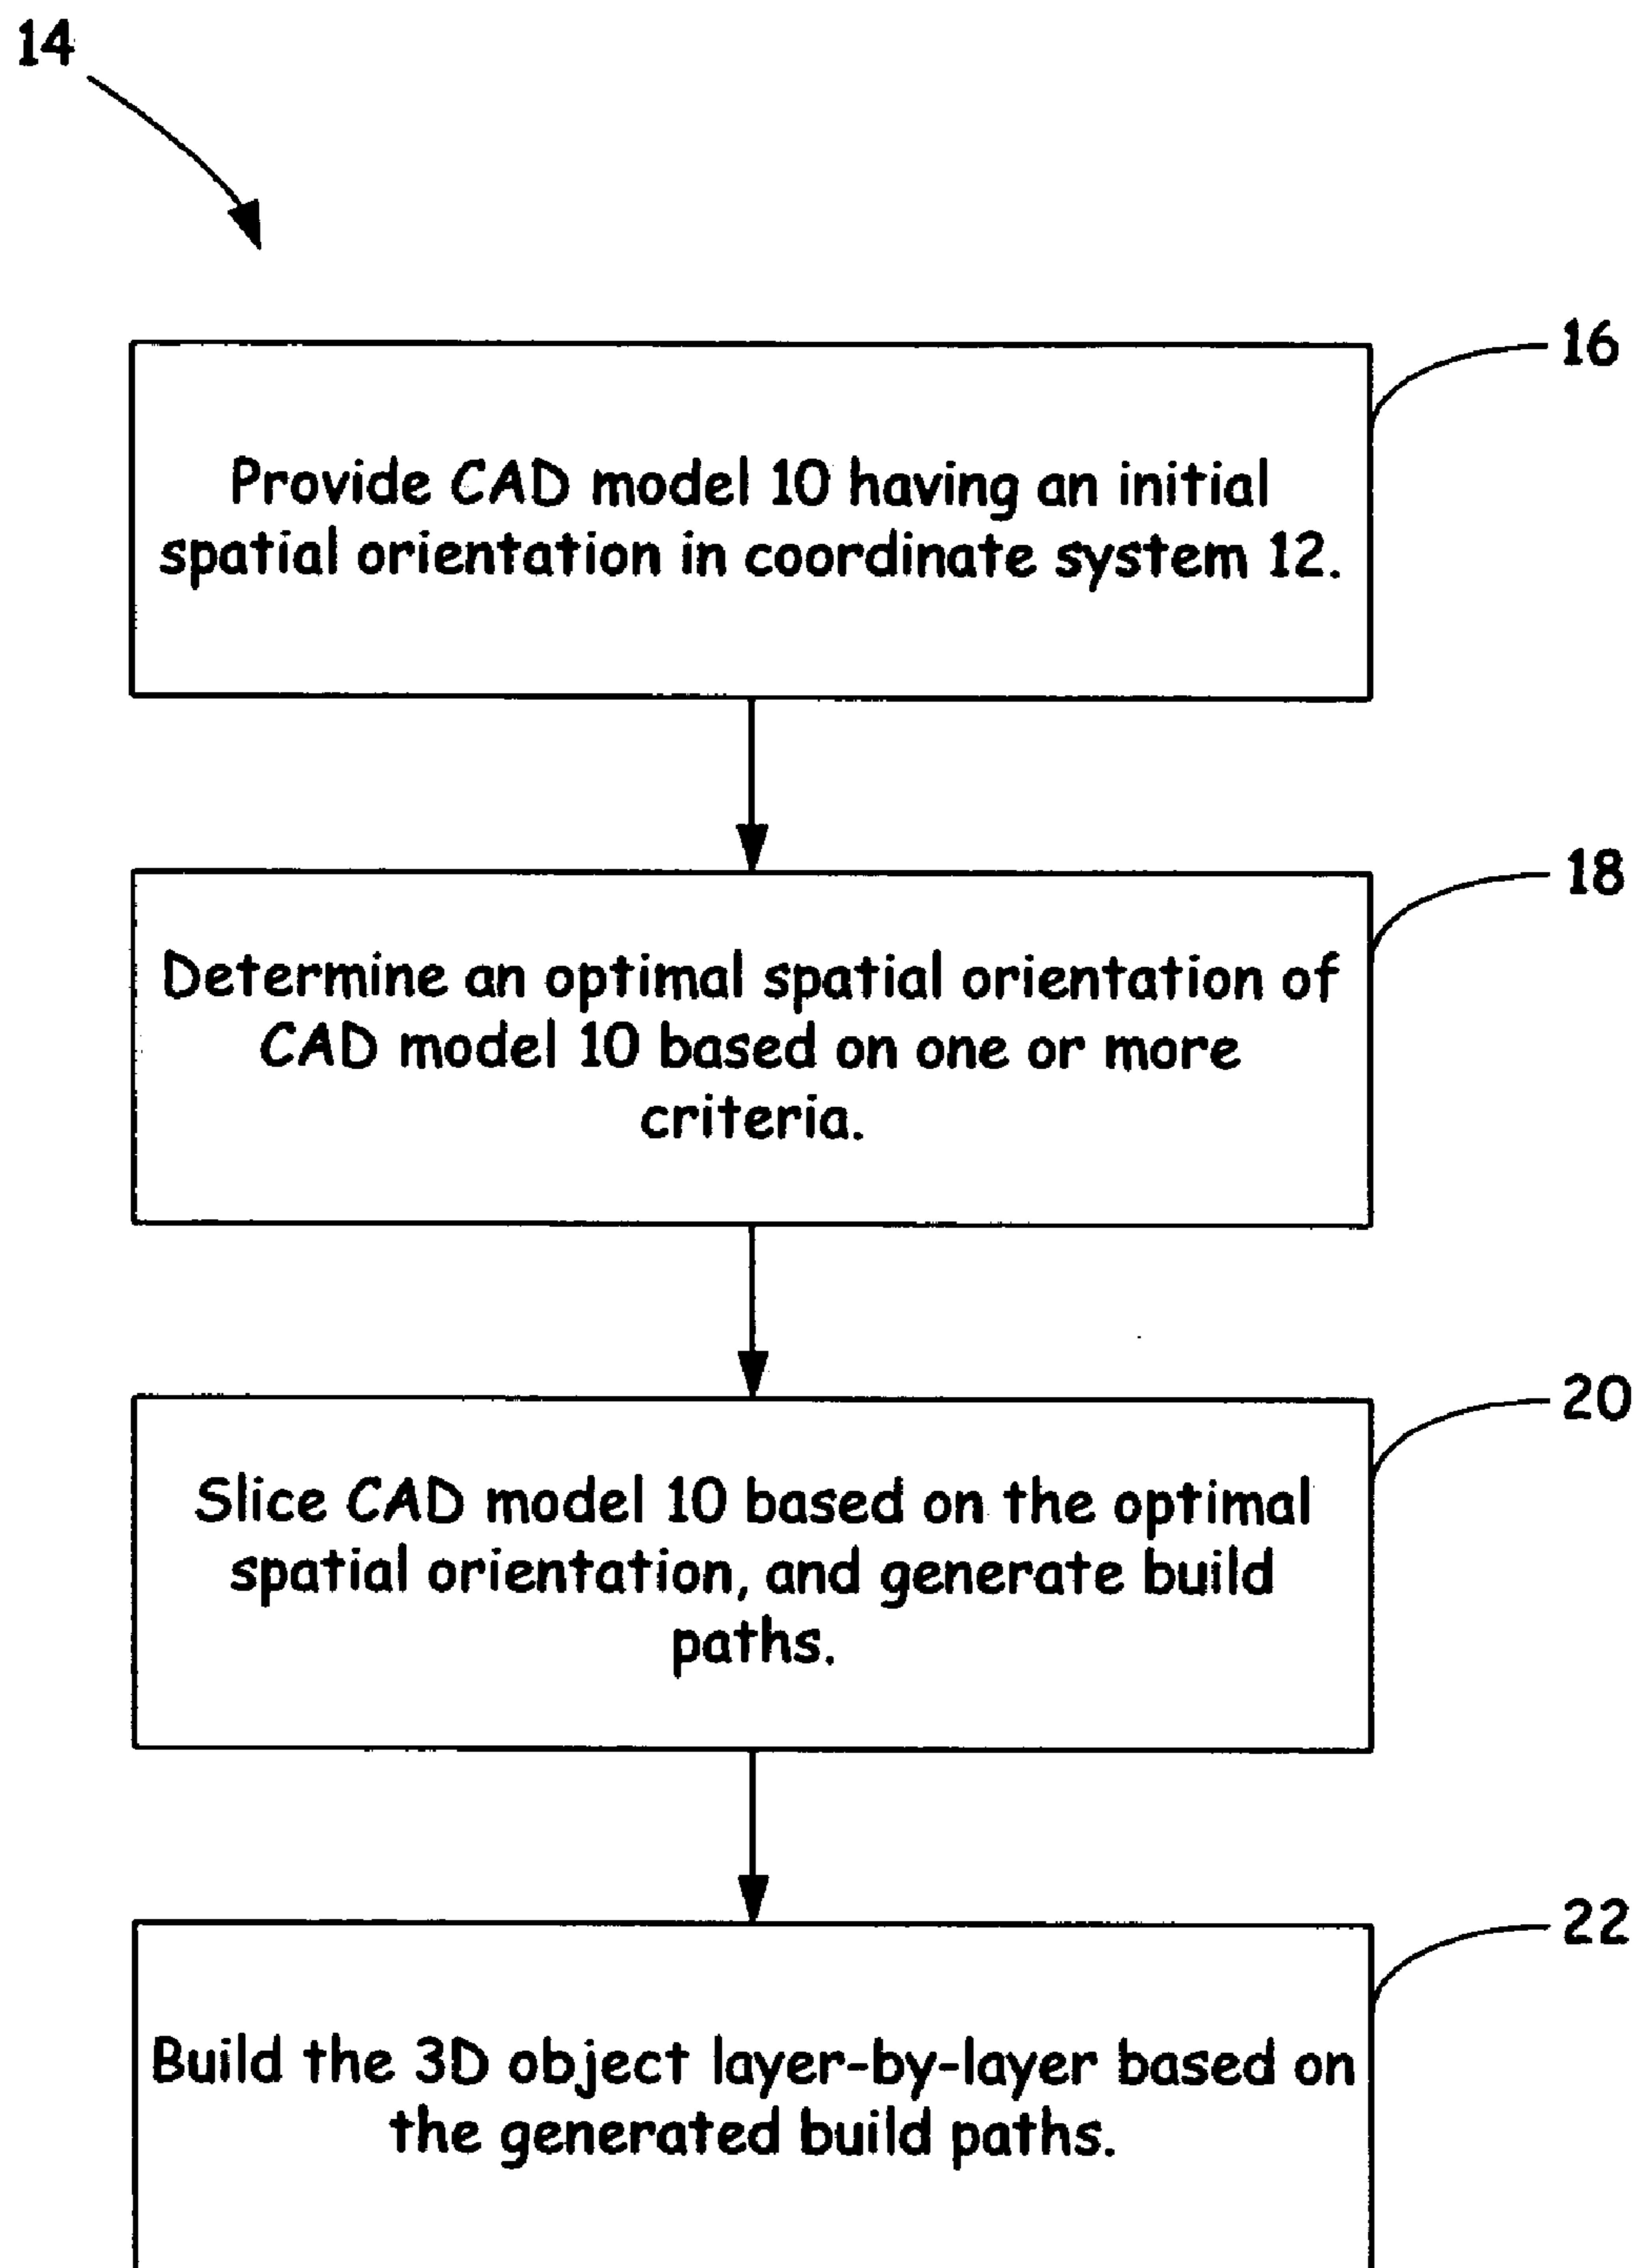 14
16
Provide CAD model 10 having an initial
spatial orientation in coordinate system 12.
18
Determine an optimal spatial orientation of
CAD model 10 based on one or more
criteria.
20
Slice CAD model 10 based on the optimal
spatial orientation, and generate build
paths.
22
Build the 3D object layer-by-layer based on
the generated build paths.